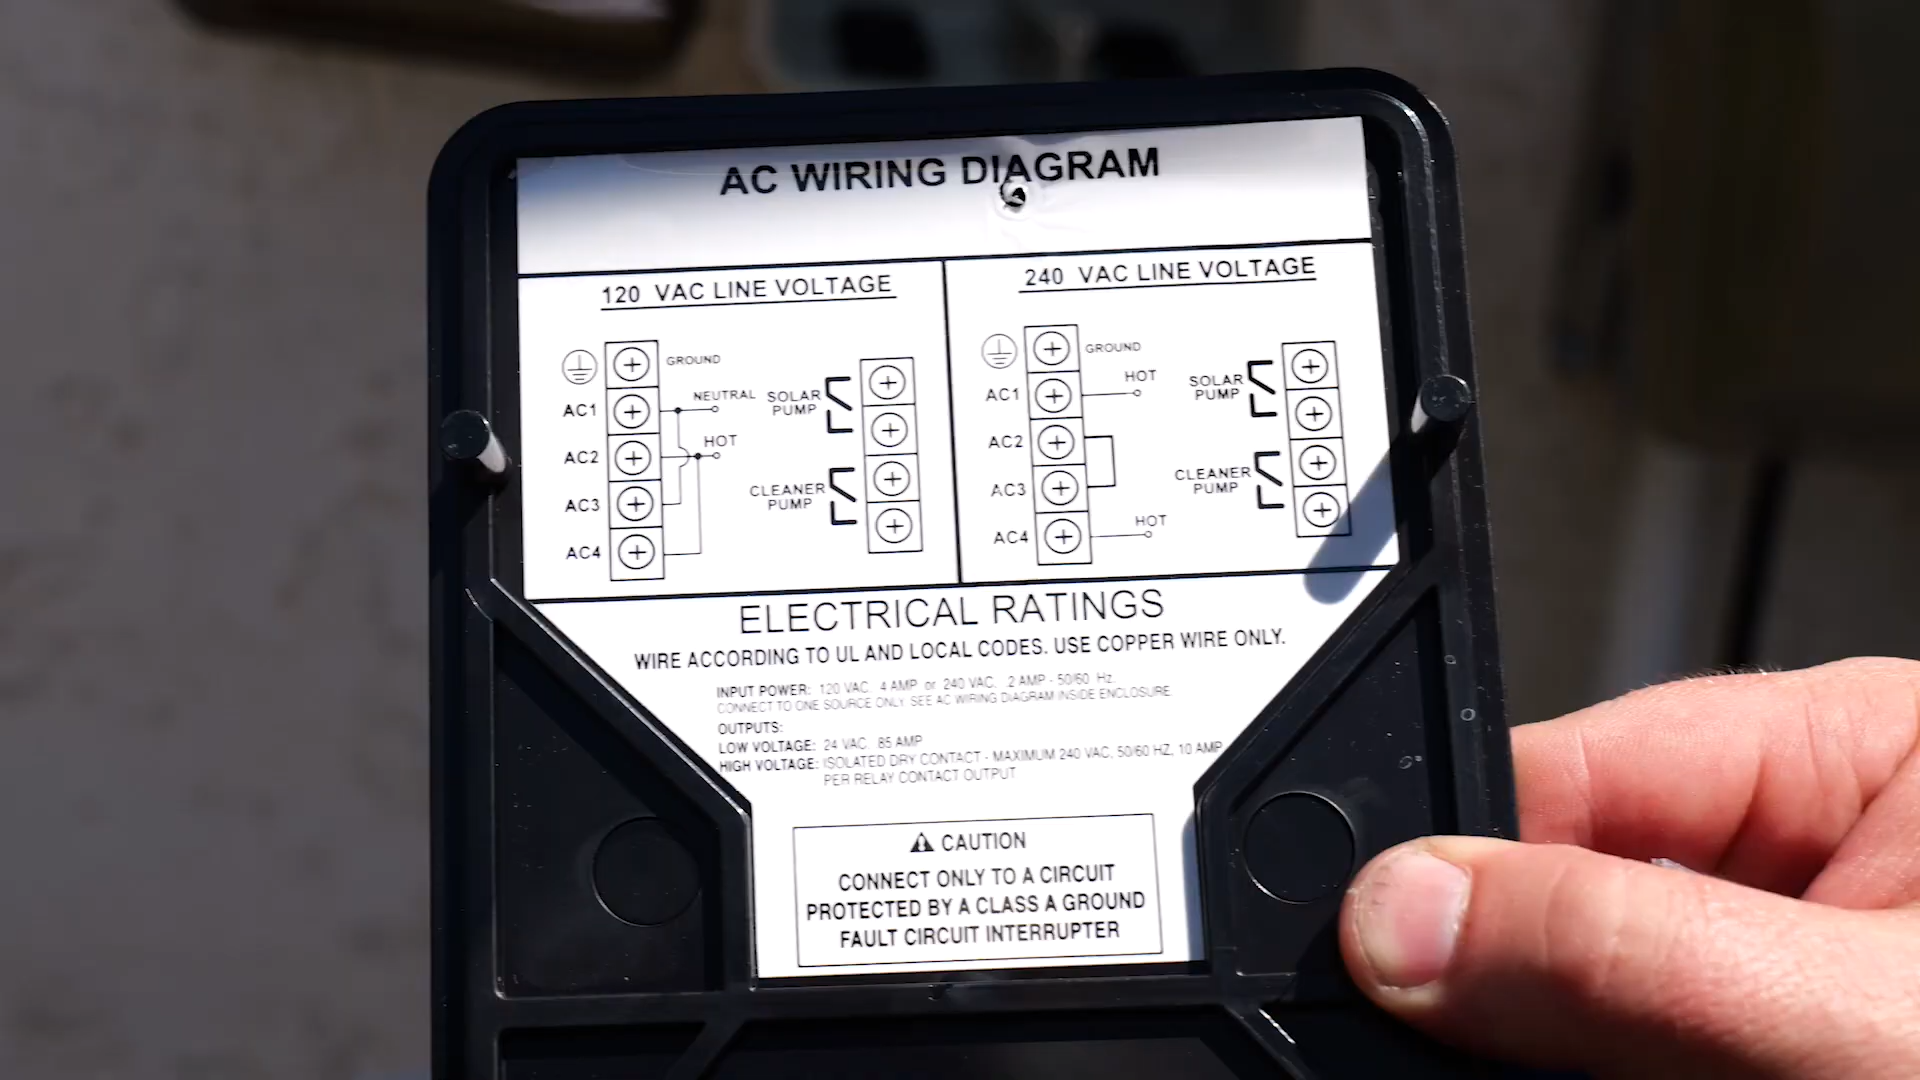 AC WIRING DIAGRAM
120 VAC LINE VOLTAGE
GROUND
AC1
NEUTRAL
AC2
HOT
AC3
AC4
SOLAR
PUMP
CLEANER
PUMP
240 VAC LINE VOLTAGE
GROUND
AC1
HOT
AC2
AC3
AC4
HOT
SOLAR
PUMP
CLEANER
PUMP
ELECTRICAL RATINGS
WIRE ACCORDING TO UL AND LOCAL CODES. USE COPPER WIRE ONLY.
INPUT POWER: 120 VAC, .4 AMP or 240 VAC, .2 AMP - 50/60 Hz.
CONNECT TO ONE SOURCE ONLY. SEE AC WIRING DIAGRAM INSIDE ENCLOSURE
OUTPUTS:
LOW VOLTAGE: 24 VAC, .85 AMP
HIGH VOLTAGE: ISOLATED DRY CONTACT - MAXIMUM 240 VAC, 50/60 HZ, 10 AMP
PER RELAY CONTACT OUTPUT
CAUTION
CONNECT ONLY TO A CIRCUIT
PROTECTED BY A CLASS A GROUND
FAULT CIRCUIT INTERRUPTER